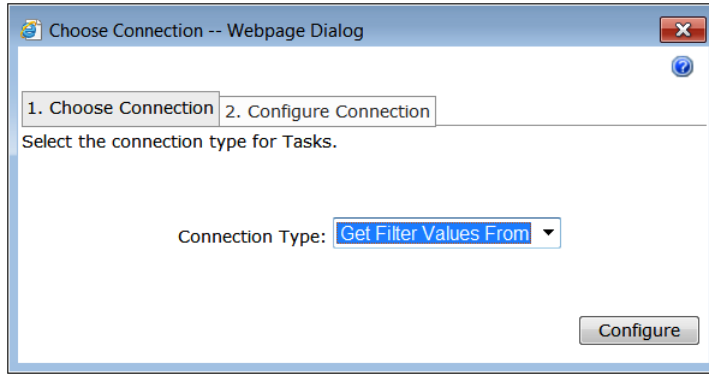 Choose Connection -- Webpage Dialog
1. Choose Connection 2. Configure Connection
Select the connection type for Tasks.
Connection Type: Get Filter Values From
Configure